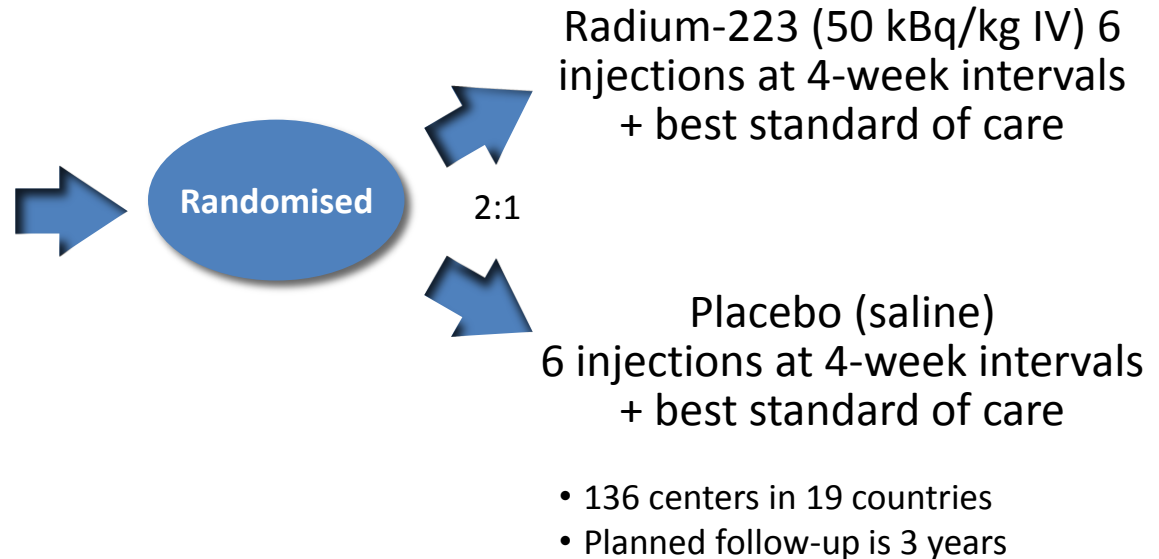 Radium-223 (50 kBq/kg IV) 6
injections at 4-week intervals
+ best standard of care
Randomised
2:1
Placebo (saline)
6 injections at 4-week intervals
+ best standard of care
• 136 centers in 19 countries
• Planned follow-up is 3 years